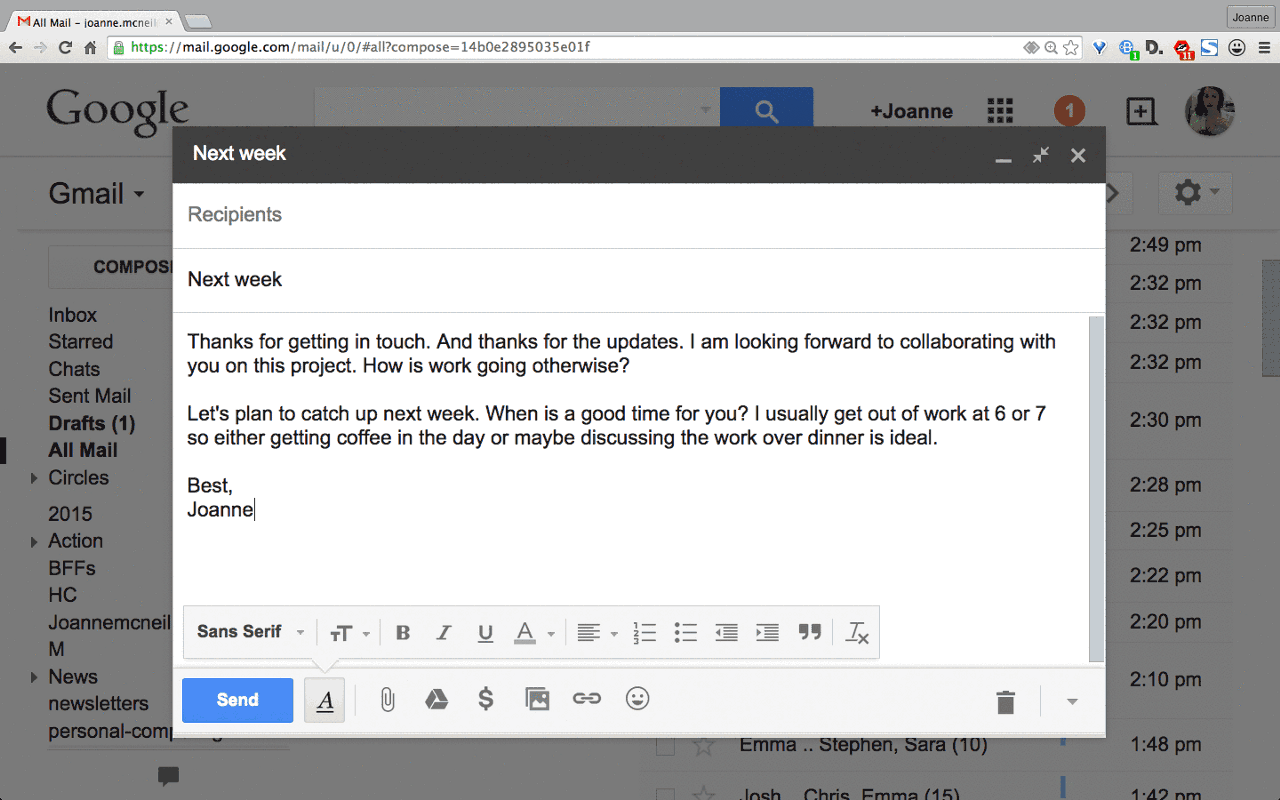 All Mail – joanne.mcneil
Joanne
https://mail.google.com/mail/u/0/#all?compose=14b0e2895035e01f
1
D.
11
Google
+Joanne
1
Next week
Gmail
Recipients
COMPOSE
Next week
Inbox
Starred
Chats
Sent Mail
Drafts (1)
All Mail
Circles
2015
Action
BFFs
HC
Joannemcneil
M
News
newsletters
personal-comp
Thanks for getting in touch. And thanks for the updates. I am looking forward to collaborating with
you on this project. How is work going otherwise?
Let's plan to catch up next week. When is a good time for you? I usually get out of work at 6 or 7
so either getting coffee in the day or maybe discussing the work over dinner is ideal.
Best,
Joanne
Sans Serif
Send
2:49 pm
2:32 pm
2:32 pm
2:32 pm
2:30 pm
2:28 pm
2:25 pm
2:22 pm
2:20 pm
2:10 pm
Emma .. Stephen, Sara (10) 1:48 pm
Josh .. Chris, Emma (15) 1:42 pm